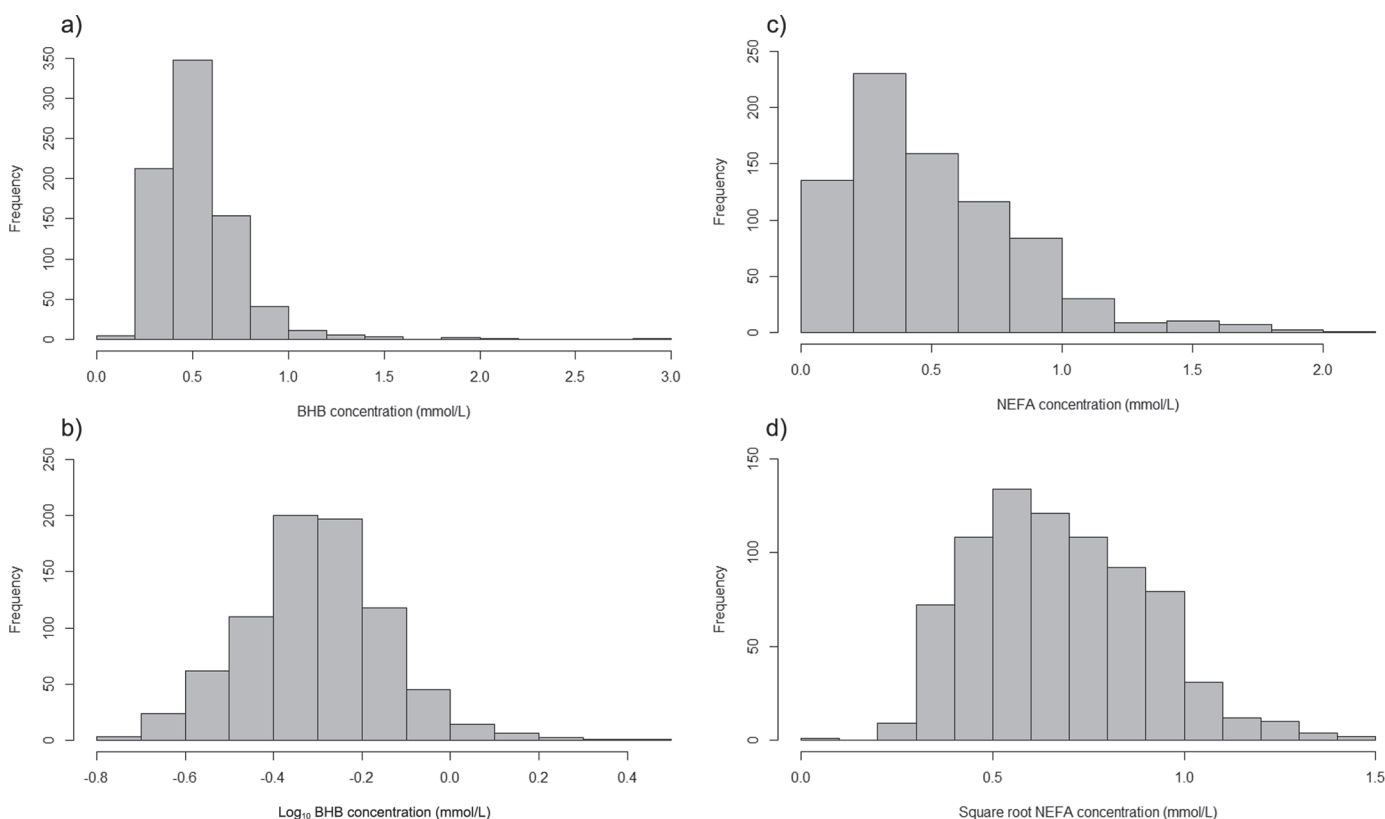 a)
Frequency
350
300
250
200
150
100
50
0
0.0 0.5 1.0 1.5 2.0 2.5 3.0
BHB concentration (mmol/L)
c)
Frequency
250
200
150
100
50
0
0.0 0.5 1.0 1.5 2.0
NEFA concentration (mmol/L)
b)
Frequency
250
200
150
100
50
0
-0.8 -0.6 -0.4 -0.2 0.0 0.2 0.4
Log₁₀ BHB concentration (mmol/L)
d)
Frequency
150
100
50
0
0.0 0.5 1.0 1.5
Square root NEFA concentration (mmol/L)